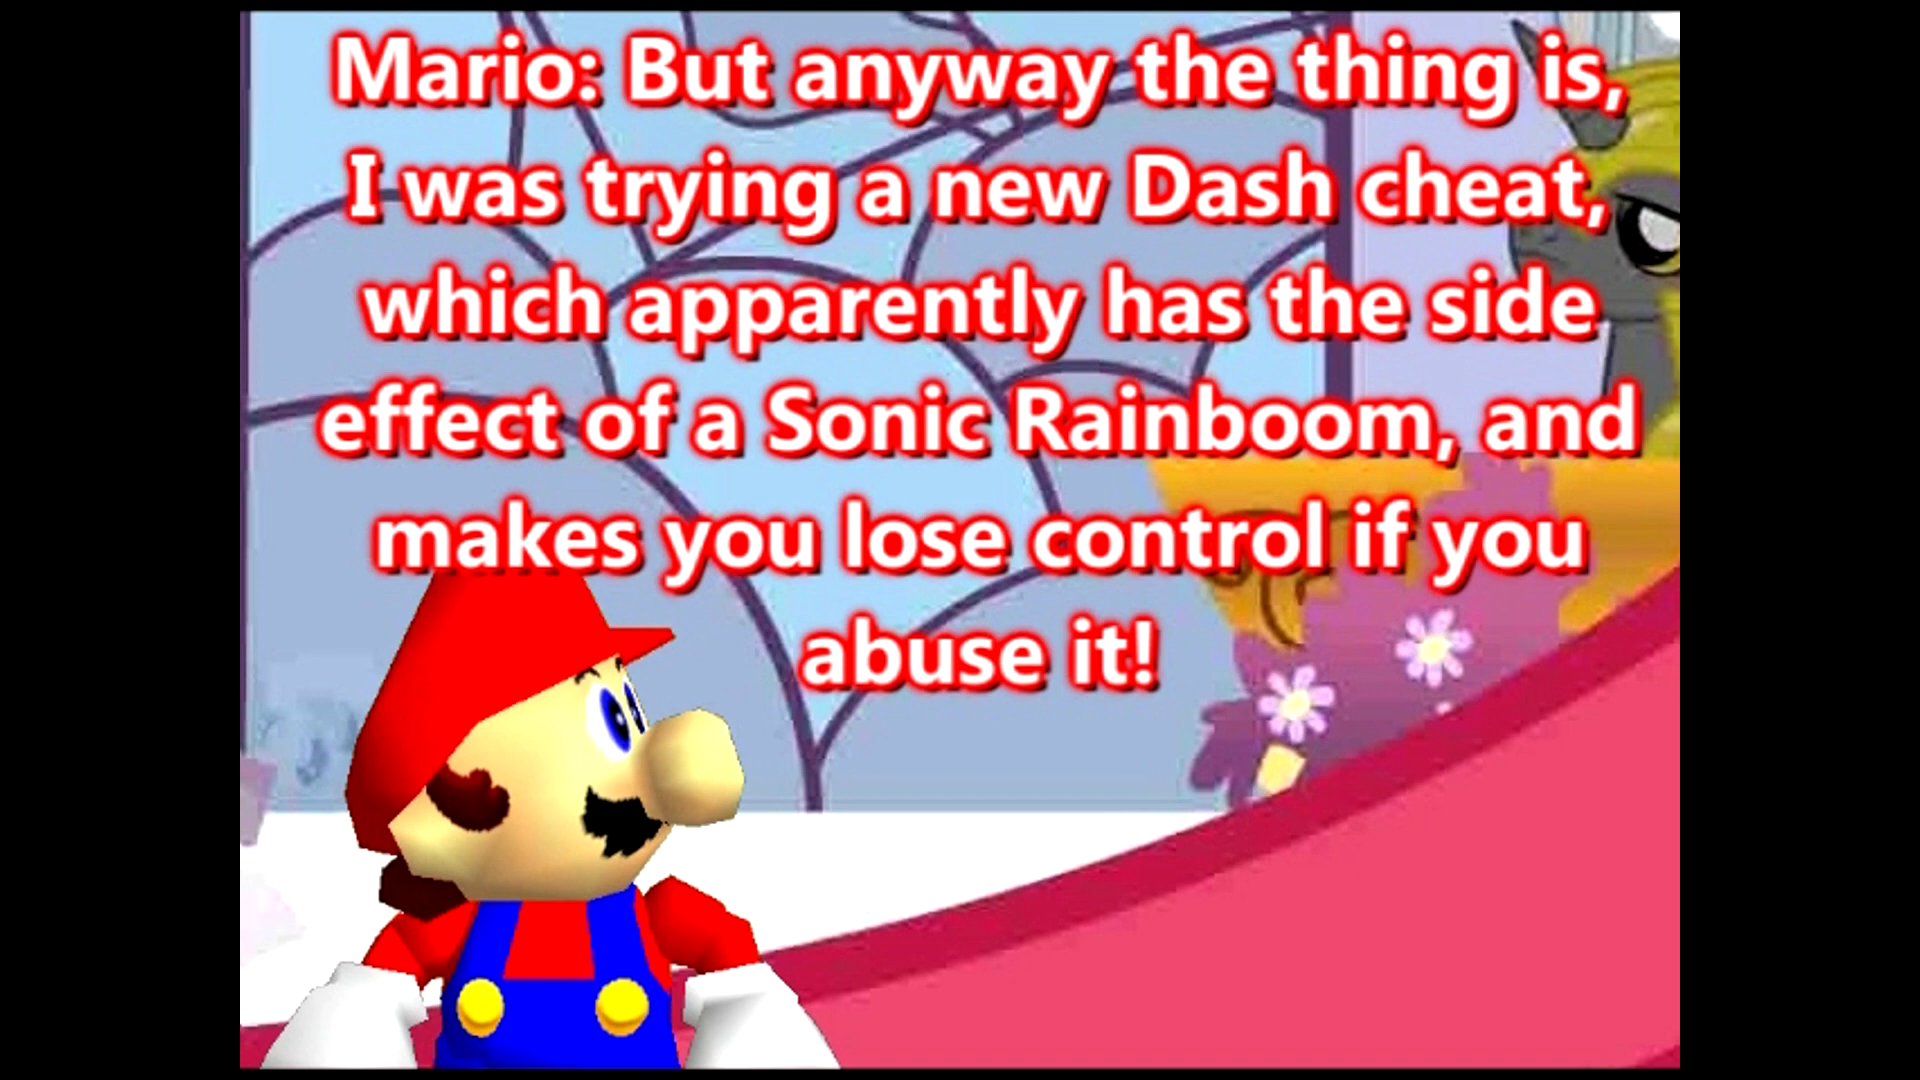 Mario: But anyway the thing is,
I was trying a new Dash cheat,
which apparently has the side
effect of a Sonic Rainboom, and
makes you lose control if you
abuse it!